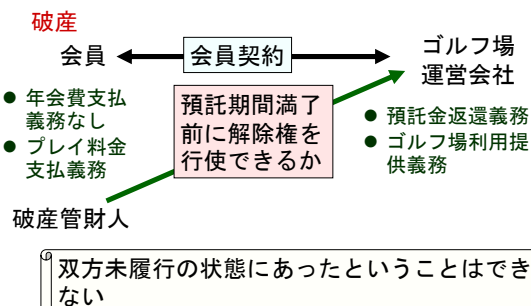 破産
会員
会員契約
ゴルフ場
運営会社
● 年会費支払
義務なし
● プレイ料金
支払義務
預託期間満了
前に解除権を
行使できるか
● 預託金返還義務
● ゴルフ場利用提
供義務
破産管財人
双方未履行の状態にあったということはでき
ない